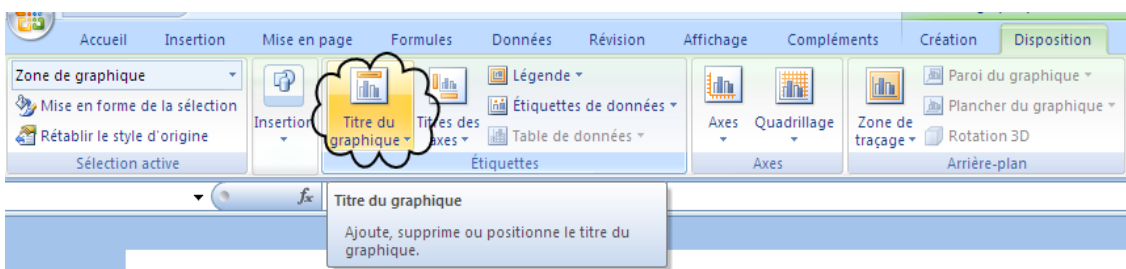 Accueil Insertion Mise en page Formules Données Révision Affichage Compléments Création Disposition
Zone de graphique
Mise en forme de la sélection
Rétablir le style d'origine
Sélection active
Insertion
Titre du
graphique
Titres des
axes
Légende
Étiquettes de données
Table de données
Étiquettes
Axes
Quadrillage
Axes
Zone de
traçage
Paroi du graphique
Plancher du graphique
Rotation 3D
Arrière-plan
fx
Titre du graphique
Ajoute, supprime ou positionne le titre du
graphique.